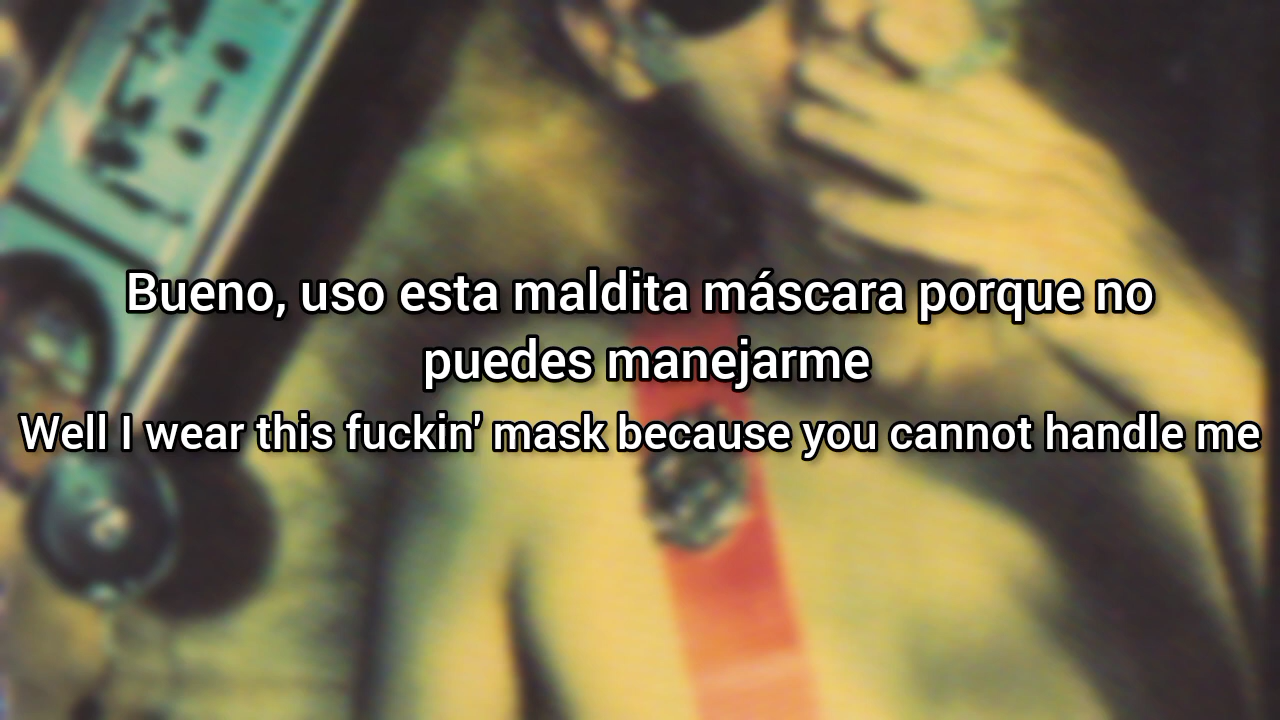 Bueno, uso esta maldita máscara porque no
puedes manejarme
Well I wear this fuckin' mask because you cannot handle me